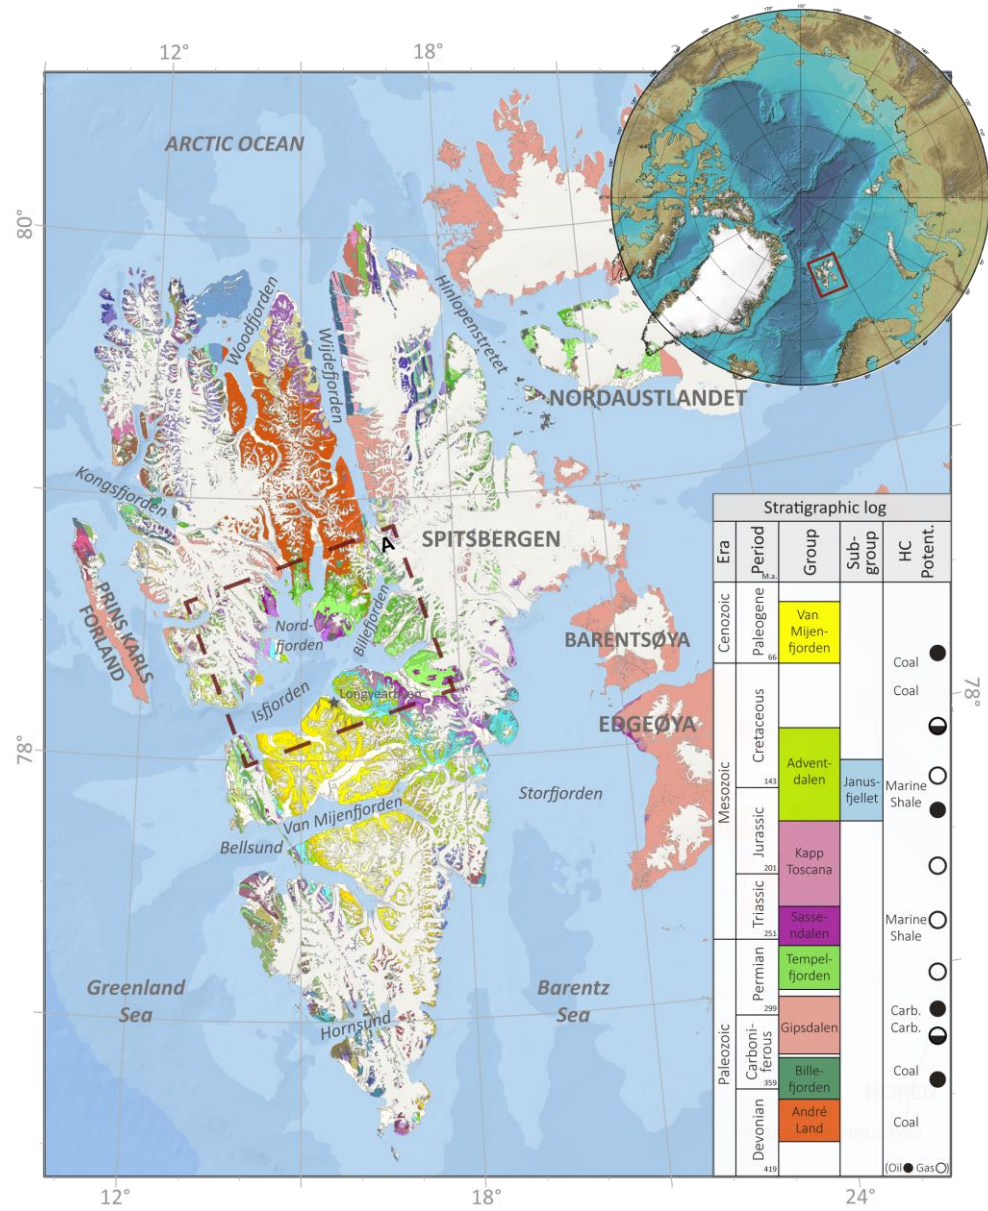 12°
18°
ARCTIC OCEAN
80°
Woodfjorden
Wijdefjorden
Hinlopenstretet
NORDAUSTLANDET
Kongsfjorden
A
SPITSBERGEN
PRINS KARLS
FORLAND
Nord-
fjorden
Billefjorden
BARENTSØYA
Isfjorden
EDGEØYA
78°
78°
Storfjorden
Van Mijenfjorden
Bellsund
Greenland
Sea
Barentz
Sea
Hornsund
12°
18°
24°
Stratigraphic log
Era
Period
M.a.
Group
Sub-
group
HC
Potent.
Cenozoic
Paleogene
66
Van
Mijen-
fjorden
Coal
Coal
Mesozoic
Cretaceous
143
Advent-
dalen
Janus-
fjellet
Marine
Shale
Jurassic
201
Kapp
Toscana
Triassic
251
Sasse-
ndalen
Marine
Shale
Paleozoic
Permian
299
Tempel-
fjorden
Gipsdalen
Carb.
Carb.
Carboni-
ferous
359
Bille-
fjorden
Coal
Devonian
419
André
Land
Coal
(Oil Gas)